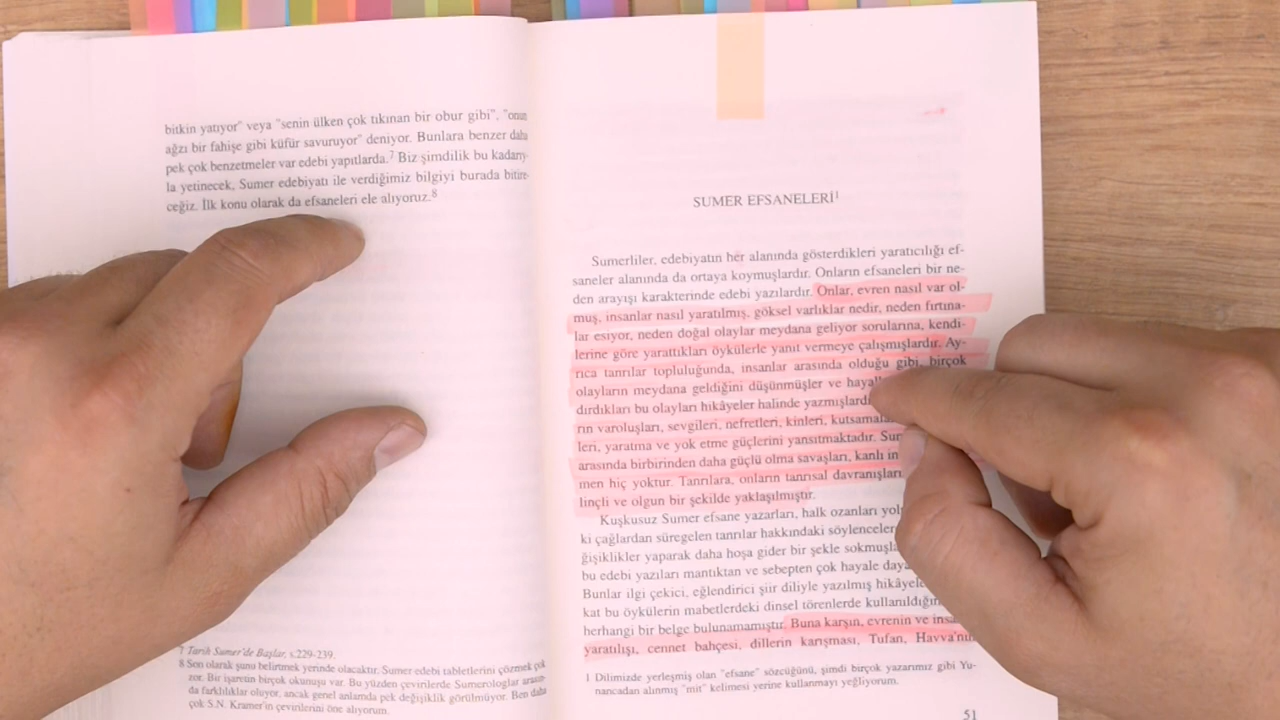 bitkin yatıyor" veya "senin ülken çok tıkınan bir obur gibi", "onun
ağzı bir fahişe gibi küfür savuruyor" deniyor. Bunlara benzer daha
pek çok benzetmeler var edebi yapıtlarda.7 Biz şimdilik bu kadarıy-
la yetinecek, Sumer edebiyatı ile verdiğimiz bilgiyi burada bitire-
ceğiz. İlk konu olarak da efsaneleri ele alıyoruz.8
7 Tarih Sumer'de Başlar, s.229-239.
8 Son olarak şunu belirtmek yerinde olacaktır. Sumer edebi tabletlerini çözmek çok
zor. Bir işaretin birçok okunuşu var. Bu yüzden çevirilerde Sumerologlar arasın-
da farklılıklar oluyor, ancak genel anlamda pek değişiklik görülmüyor. Ben daha
çok S.N. Kramer'in çevirilerini öne alıyorum.
SUMER EFSANELERİ1
Sumerliler, edebiyatın her alanında gösterdikleri yaratıcılığı ef-
saneler alanında da ortaya koymuşlardır. Onların efsaneleri bir ne-
den arayışı karakterinde edebi yazılardır. Onlar, evren nasıl var ol-
muş, insanlar nasıl yaratılmış, göksel varlıklar nedir, neden fırtına-
lar esiyor, neden doğal olaylar meydana geliyor sorularına, kendi-
lerine göre yarattıkları öykülerle yanıt vermeye çalışmışlardır. Ay-
rıca tanrılar topluluğunda, insanlar arasında olduğu gibi, birçok
olayların meydana geldiğini düşünmüşler ve
dırdıkları bu olayları hikâyeler halinde
rın varoluşları, sevgileri, nefretleri, kinleri,
leri, yaratma ve yok etme güçlerini yansıtmaktadır.
arasında birbirinden daha güçlü olma savaşları, kanlı
men hiç yoktur. Tanrılara, onların tanrısal
linçli ve olgun bir şekilde yaklaşılmıştır.
Kuşkusuz Sumer efsane yazarları, halk ozanları
ki çağlardan süregelen tanrılar hakkındaki
ğişiklikler yaparak daha hoşa gider bir şekle
bu edebi yazıları mantıktan ve sebepten çok hayale
Bunlar ilgi çekici, eğlendirici şiir diliyle yazılmış
kat bu öykülerin mabetlerdeki dinsel törenlerde
herhangi bir belge bulunamamıştır. Buna karşın, evrenin ve
yaratılışı, cennet bahçesi, dillerin karışması, Tufan, Havva'nın
1 Dilimizde yerleşmiş olan "efsane" sözcüğünü, şimdi birçok yazarımız gibi Yu-
nancadan alınmış "mit" kelimesi yerine kullanmayı yeğliyorum.
51